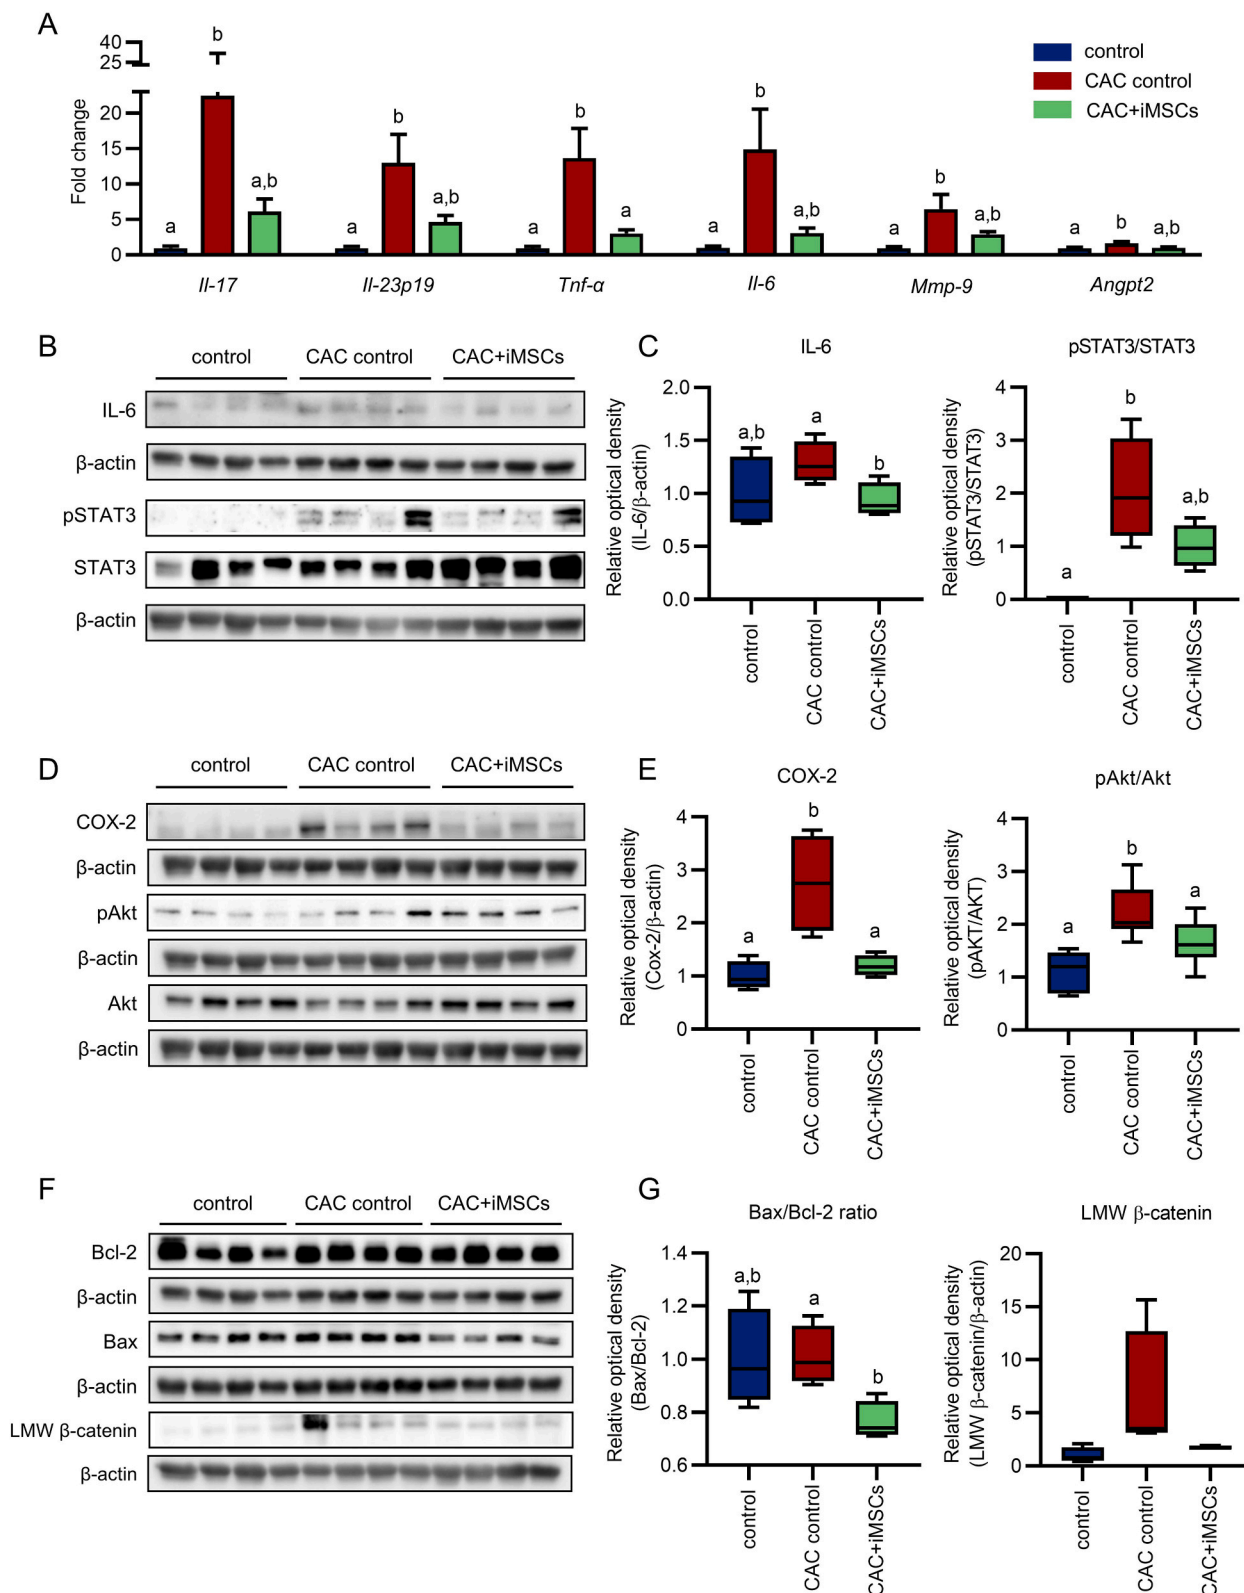 A
Fold change
40
25
20
15
10
5
0
b
b
b
b
b
b
a
a,b
a
a,b
a
a
a
a,b
a
a,b
a
a,b
control
CAC control
CAC+iMSCs
Il-17
Il-23p19
Tnf-α
Il-6
Mmp-9
Angpt2
B
control
CAC control
CAC+iMSCs
IL-6
β-actin
pSTAT3
STAT3
β-actin
C
IL-6
Relative optical density
(IL-6/β-actin)
2.0
1.5
1.0
0.5
0.0
a,b
a
b
control
CAC control
CAC+iMSCs
pSTAT3/STAT3
Relative optical density
(pSTAT3/STAT3)
4
3
2
1
0
a
b
a,b
control
CAC control
CAC+iMSCs
D
control
CAC control
CAC+iMSCs
COX-2
β-actin
pAkt
β-actin
Akt
β-actin
E
COX-2
Relative optical density
(Cox-2/β-actin)
4
3
2
1
0
a
b
a
control
CAC control
CAC+iMSCs
pAkt/Akt
Relative optical density
(pAKT/AKT)
4
3
2
1
0
a
b
a
control
CAC control
CAC+iMSCs
F
control
CAC control
CAC+iMSCs
Bcl-2
β-actin
Bax
β-actin
LMW β-catenin
β-actin
G
Bax/Bcl-2 ratio
Relative optical density
(Bax/Bcl-2)
1.4
1.2
1.0
0.8
0.6
a,b
a
b
control
CAC control
CAC+iMSCs
LMW β-catenin
Relative optical density
(LMW β-catenin/β-actin)
20
15
10
5
0
control
CAC control
CAC+iMSCs